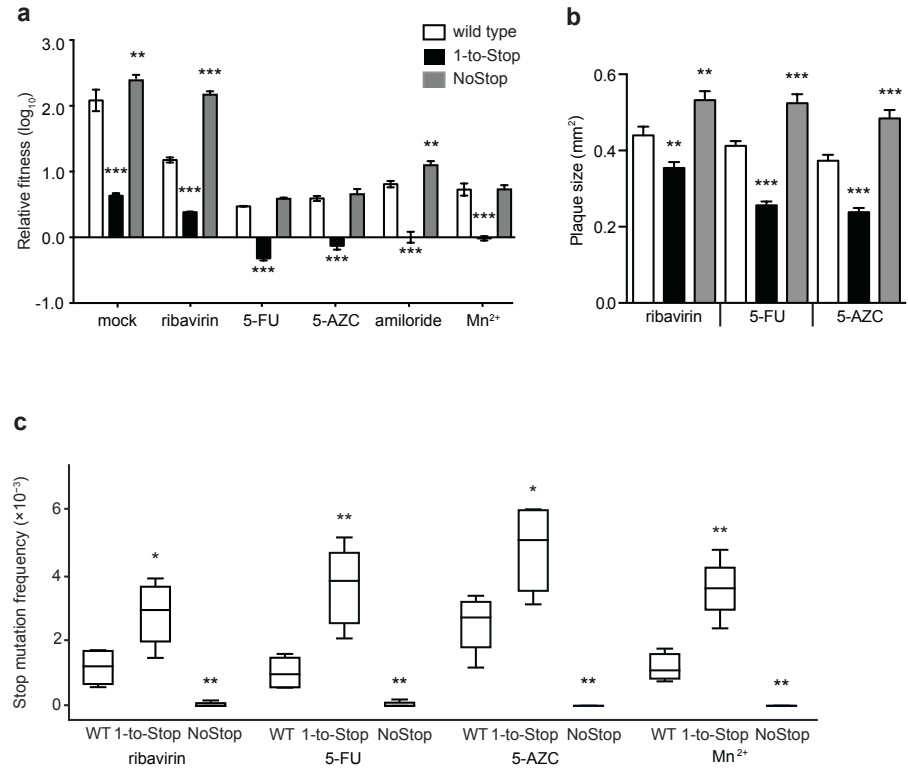 a
wild type
1-to-Stop
NoStop
Relative fitness (log₁₀)
3.0
2.0
1.0
0.0
-1.0
***
**
***
***
***
***
***
**
***
mock ribavirin 5-FU 5-AZC amiloride Mn²⁺
b
Plaque size (mm²)
0.6
0.4
0.2
0.0
**
**
***
***
***
***
ribavirin 5-FU 5-AZC
c
Stop mutation frequency (×10⁻³)
6
4
2
0
*
**
**
**
*
**
**
**
WT 1-to-Stop NoStop WT 1-to-Stop NoStop WT 1-to-Stop NoStop WT 1-to-Stop NoStop
ribavirin 5-FU 5-AZC Mn²⁺